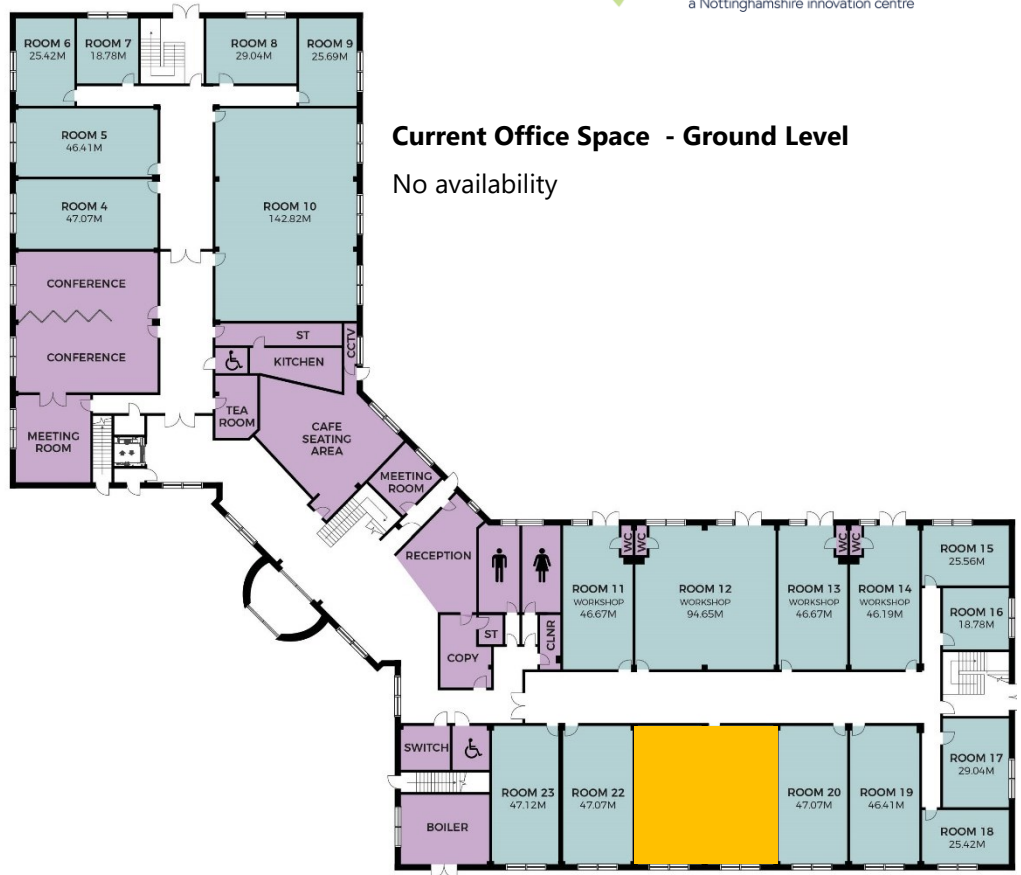 a Nottinghamshire innovation centre
ROOM 6
25.42M
ROOM 7
18.78M
ROOM 8
29.04M
ROOM 9
25.69M
Current Office Space - Ground Level
No availability
ROOM 5
46.41M
ROOM 4
47.07M
ROOM 10
142.82M
CONFERENCE
CONFERENCE
ST
CCTV
KITCHEN
TEA
ROOM
CAFE
SEATING
AREA
MEETING
ROOM
MEETING
ROOM
RECEPTION
ST
COPY
CLNR
WC
WC
WC
WC
ROOM 11
WORKSHOP
46.67M
ROOM 12
WORKSHOP
94.65M
ROOM 13
WORKSHOP
46.67M
ROOM 14
WORKSHOP
46.19M
ROOM 15
25.56M
ROOM 16
18.78M
SWITCH
BOILER
ROOM 23
47.12M
ROOM 22
47.07M
ROOM 20
47.07M
ROOM 19
46.41M
ROOM 17
29.04M
ROOM 18
25.42M